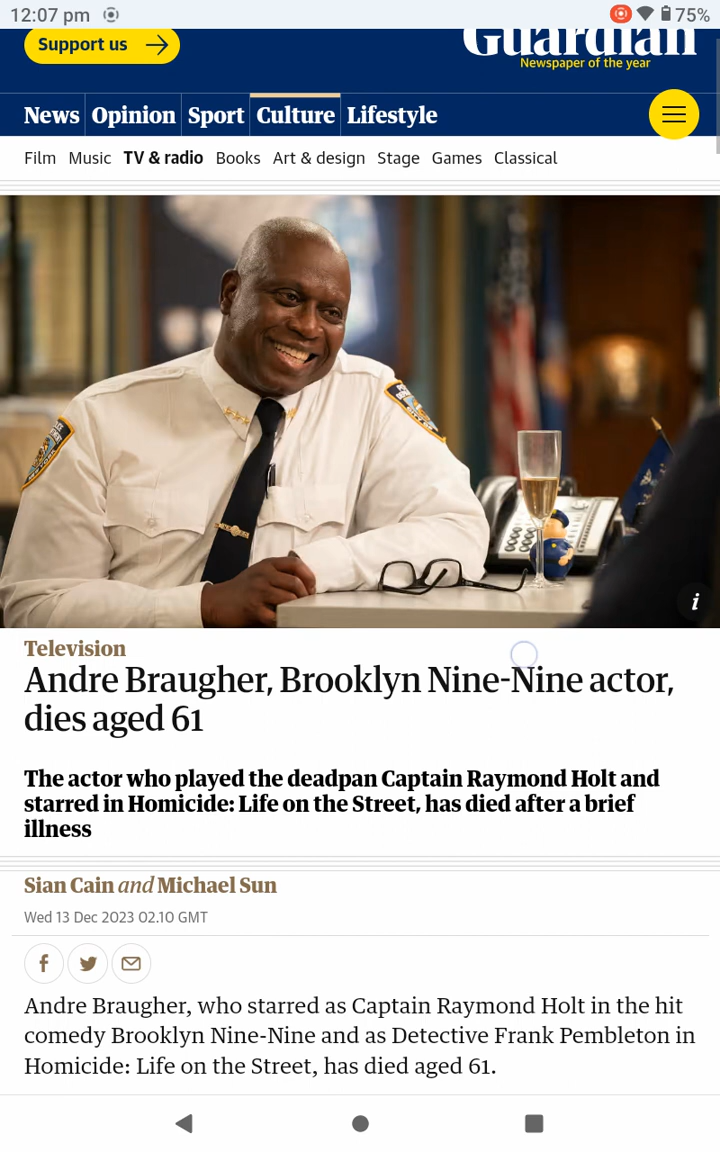 12:07 pm
75%
Support us
Guardian
Newspaper of the year
News Opinion Sport Culture Lifestyle
Film Music TV & radio Books Art & design Stage Games Classical
i
Television
Andre Braugher, Brooklyn Nine-Nine actor,
dies aged 61
The actor who played the deadpan Captain Raymond Holt and
starred in Homicide: Life on the Street, has died after a brief
illness
Sian Cain and Michael Sun
Wed 13 Dec 2023 02.10 GMT
Andre Braugher, who starred as Captain Raymond Holt in the hit
comedy Brooklyn Nine-Nine and as Detective Frank Pembleton in
Homicide: Life on the Street, has died aged 61.